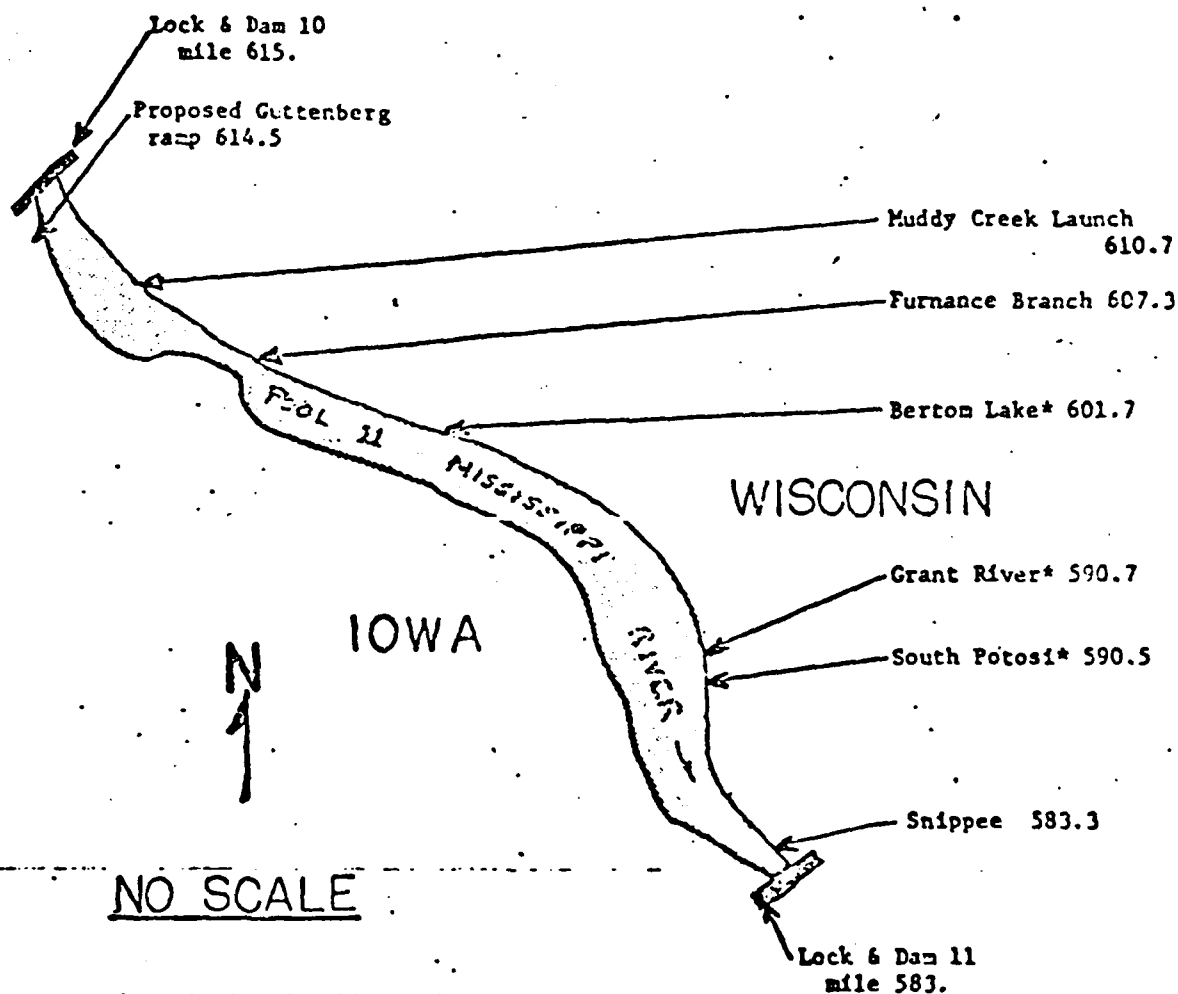 Lock & Dam 10
mile 615.
Proposed Guttenberg
ramp 614.5
Muddy Creek Launch
610.7
Furnance Branch 607.3
POOL 11
Bertom Lake* 601.7
MISSISSIPPI
WISCONSIN
Grant River* 590.7
IOWA
RIVER
South Potosi* 590.5
N
Snippee 583.3
NO SCALE
Lock & Dam 11
mile 583.